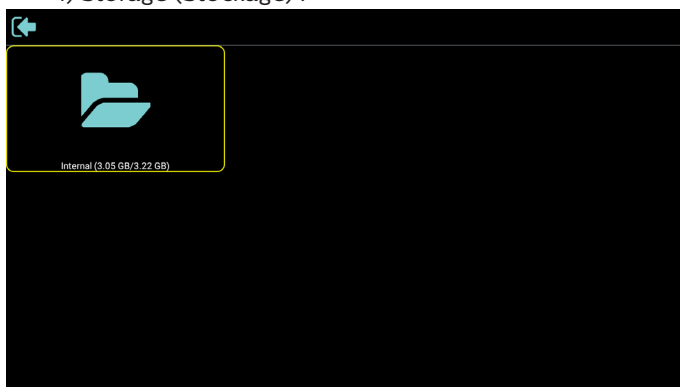 Storage (Stockage) :
Internal (3.05 GB/3.22 GB)